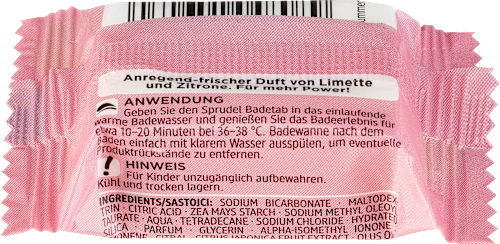 Anregend-frischer Duft von Limette
und Zitrone. Für mehr Power!
ANWENDUNG
Geben Sie den Sprudel Badetab in das einlaufende
warme Badewasser und genießen Sie das Badeerlebnis für
etwa 10–20 Minuten bei 36–38 °C. Badewanne nach dem
Baden einfach mit klarem Wasser ausspülen, um eventuelle
Produktrückstände zu entfernen.
HINWEIS
Für Kinder unzugänglich aufbewahren.
Kühl und trocken lagern.
INGREDIENTS/SASTOJCI: SODIUM BICARBONATE · MALTODEX
TRIN · CITRIC ACID · ZEA MAYS STARCH · SODIUM METHYL OLEOY
TAURATE · AQUA · TETRADECANE · SODIUM CHLORIDE · HYDRATED
SILICA · PARFUM · GLYCERIN · ALPHA-ISOMETHYL IONONE